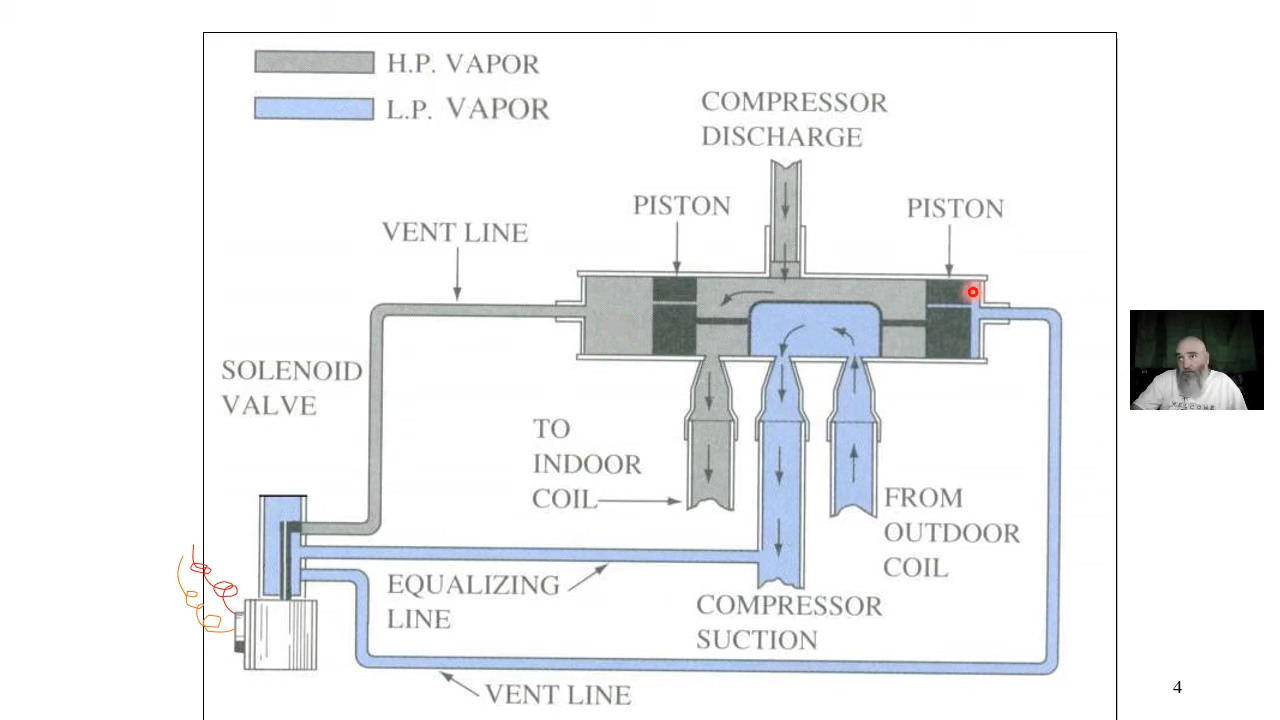 H.P. VAPOR
L.P. VAPOR
COMPRESSOR
DISCHARGE
PISTON
PISTON
VENT LINE
SOLENOID
VALVE
TO
INDOOR
COIL
FROM
OUTDOOR
COIL
EQUALIZING
LINE
COMPRESSOR
SUCTION
VENT LINE
4